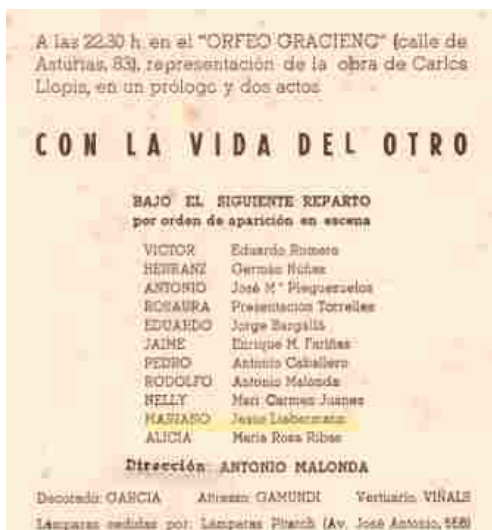 A las 22.30 h. en el "ORFEO GRACIENC" (calle de
Asturias, 83), representación de la obra de Carlos
Llopis, en un prólogo y dos actos
CON LA VIDA DEL OTRO
BAJO EL SIGUIENTE REPARTO
por orden de aparición en escena
VICTOR Eduardo Romero
HERRANZ Germán Núñez
ANTONIO José M.ª Piegueruelos
ROSAURA Presentación Torrelles
EDUARDO Jorge Bargalló
JAIME Enrique M. Fariñas
PEDRO Antonio Caballero
RODOLFO Antonio Malonda
NELLY Mari Carmen Juanes
MARIANO Jesús Liebermann
ALICIA María Rosa Ribas
Dirección: ANTONIO MALONDA
Decorado: GARCIA Attrezzo: GAMUNDI Vestuario: VIÑALS
Lámparas cedidas por: Lámparas Pitarch (Av. José Antonio, 558)